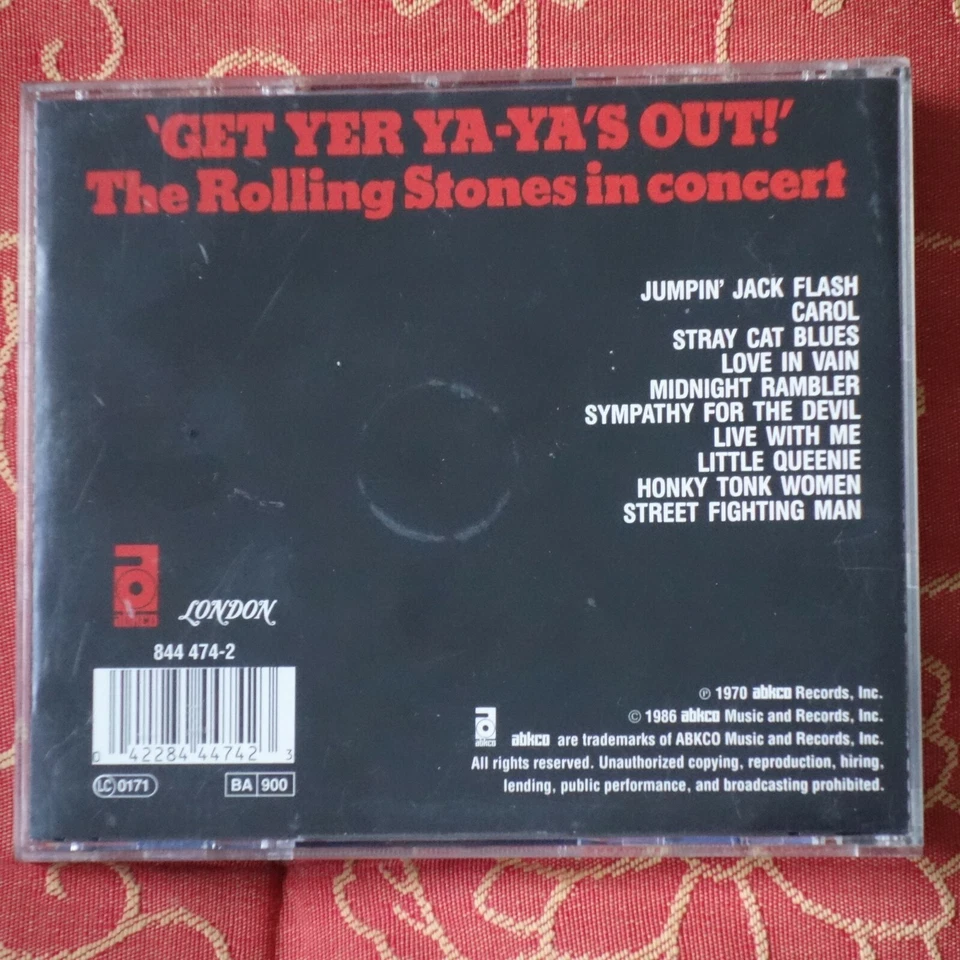 'GET YER YA-YA'S OUT!'
The Rolling Stones in concert
JUMPIN' JACK FLASH
CAROL
STRAY CAT BLUES
LOVE IN VAIN
MIDNIGHT RAMBLER
SYMPATHY FOR THE DEVIL
LIVE WITH ME
LITTLE QUEENIE
HONKY TONK WOMEN
STREET FIGHTING MAN
abkco
LONDON
844 474-2
0 42284 44742 3
LC 0171
BA 900
℗ 1970 abkco Records, Inc.
© 1986 abkco Music and Records, Inc.
abkco abkco are trademarks of ABKCO Music and Records, Inc.
All rights reserved. Unauthorized copying, reproduction, hiring,
lending, public performance, and broadcasting prohibited.